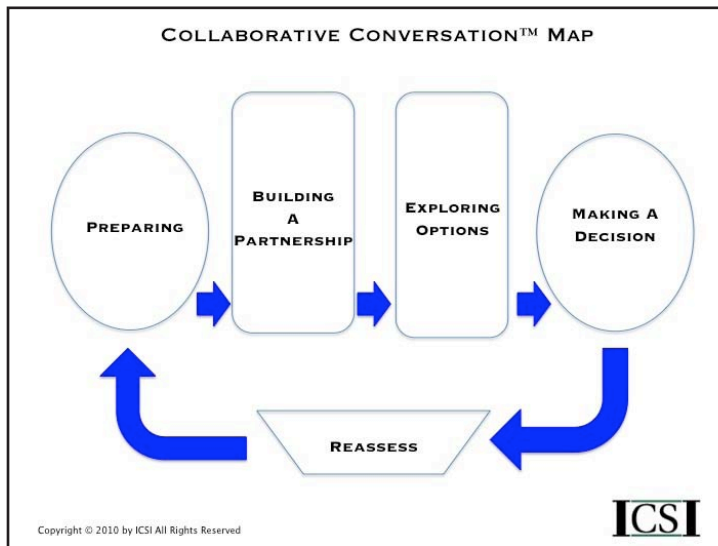 COLLABORATIVE CONVERSATION™ MAP
PREPARING
BUILDING
A
PARTNERSHIP
EXPLORING
OPTIONS
MAKING A
DECISION
REASSESS
Copyright © 2010 by ICSI All Rights Reserved
ICSI